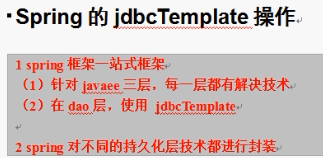 ▪Spring 的 jdbcTemplate 操作
1 spring 框架一站式框架
（1）针对 javaee 三层，每一层都有解决技术
（2）在 dao 层，使用 jdbcTemplate
2 spring 对不同的持久化层技术都进行封装